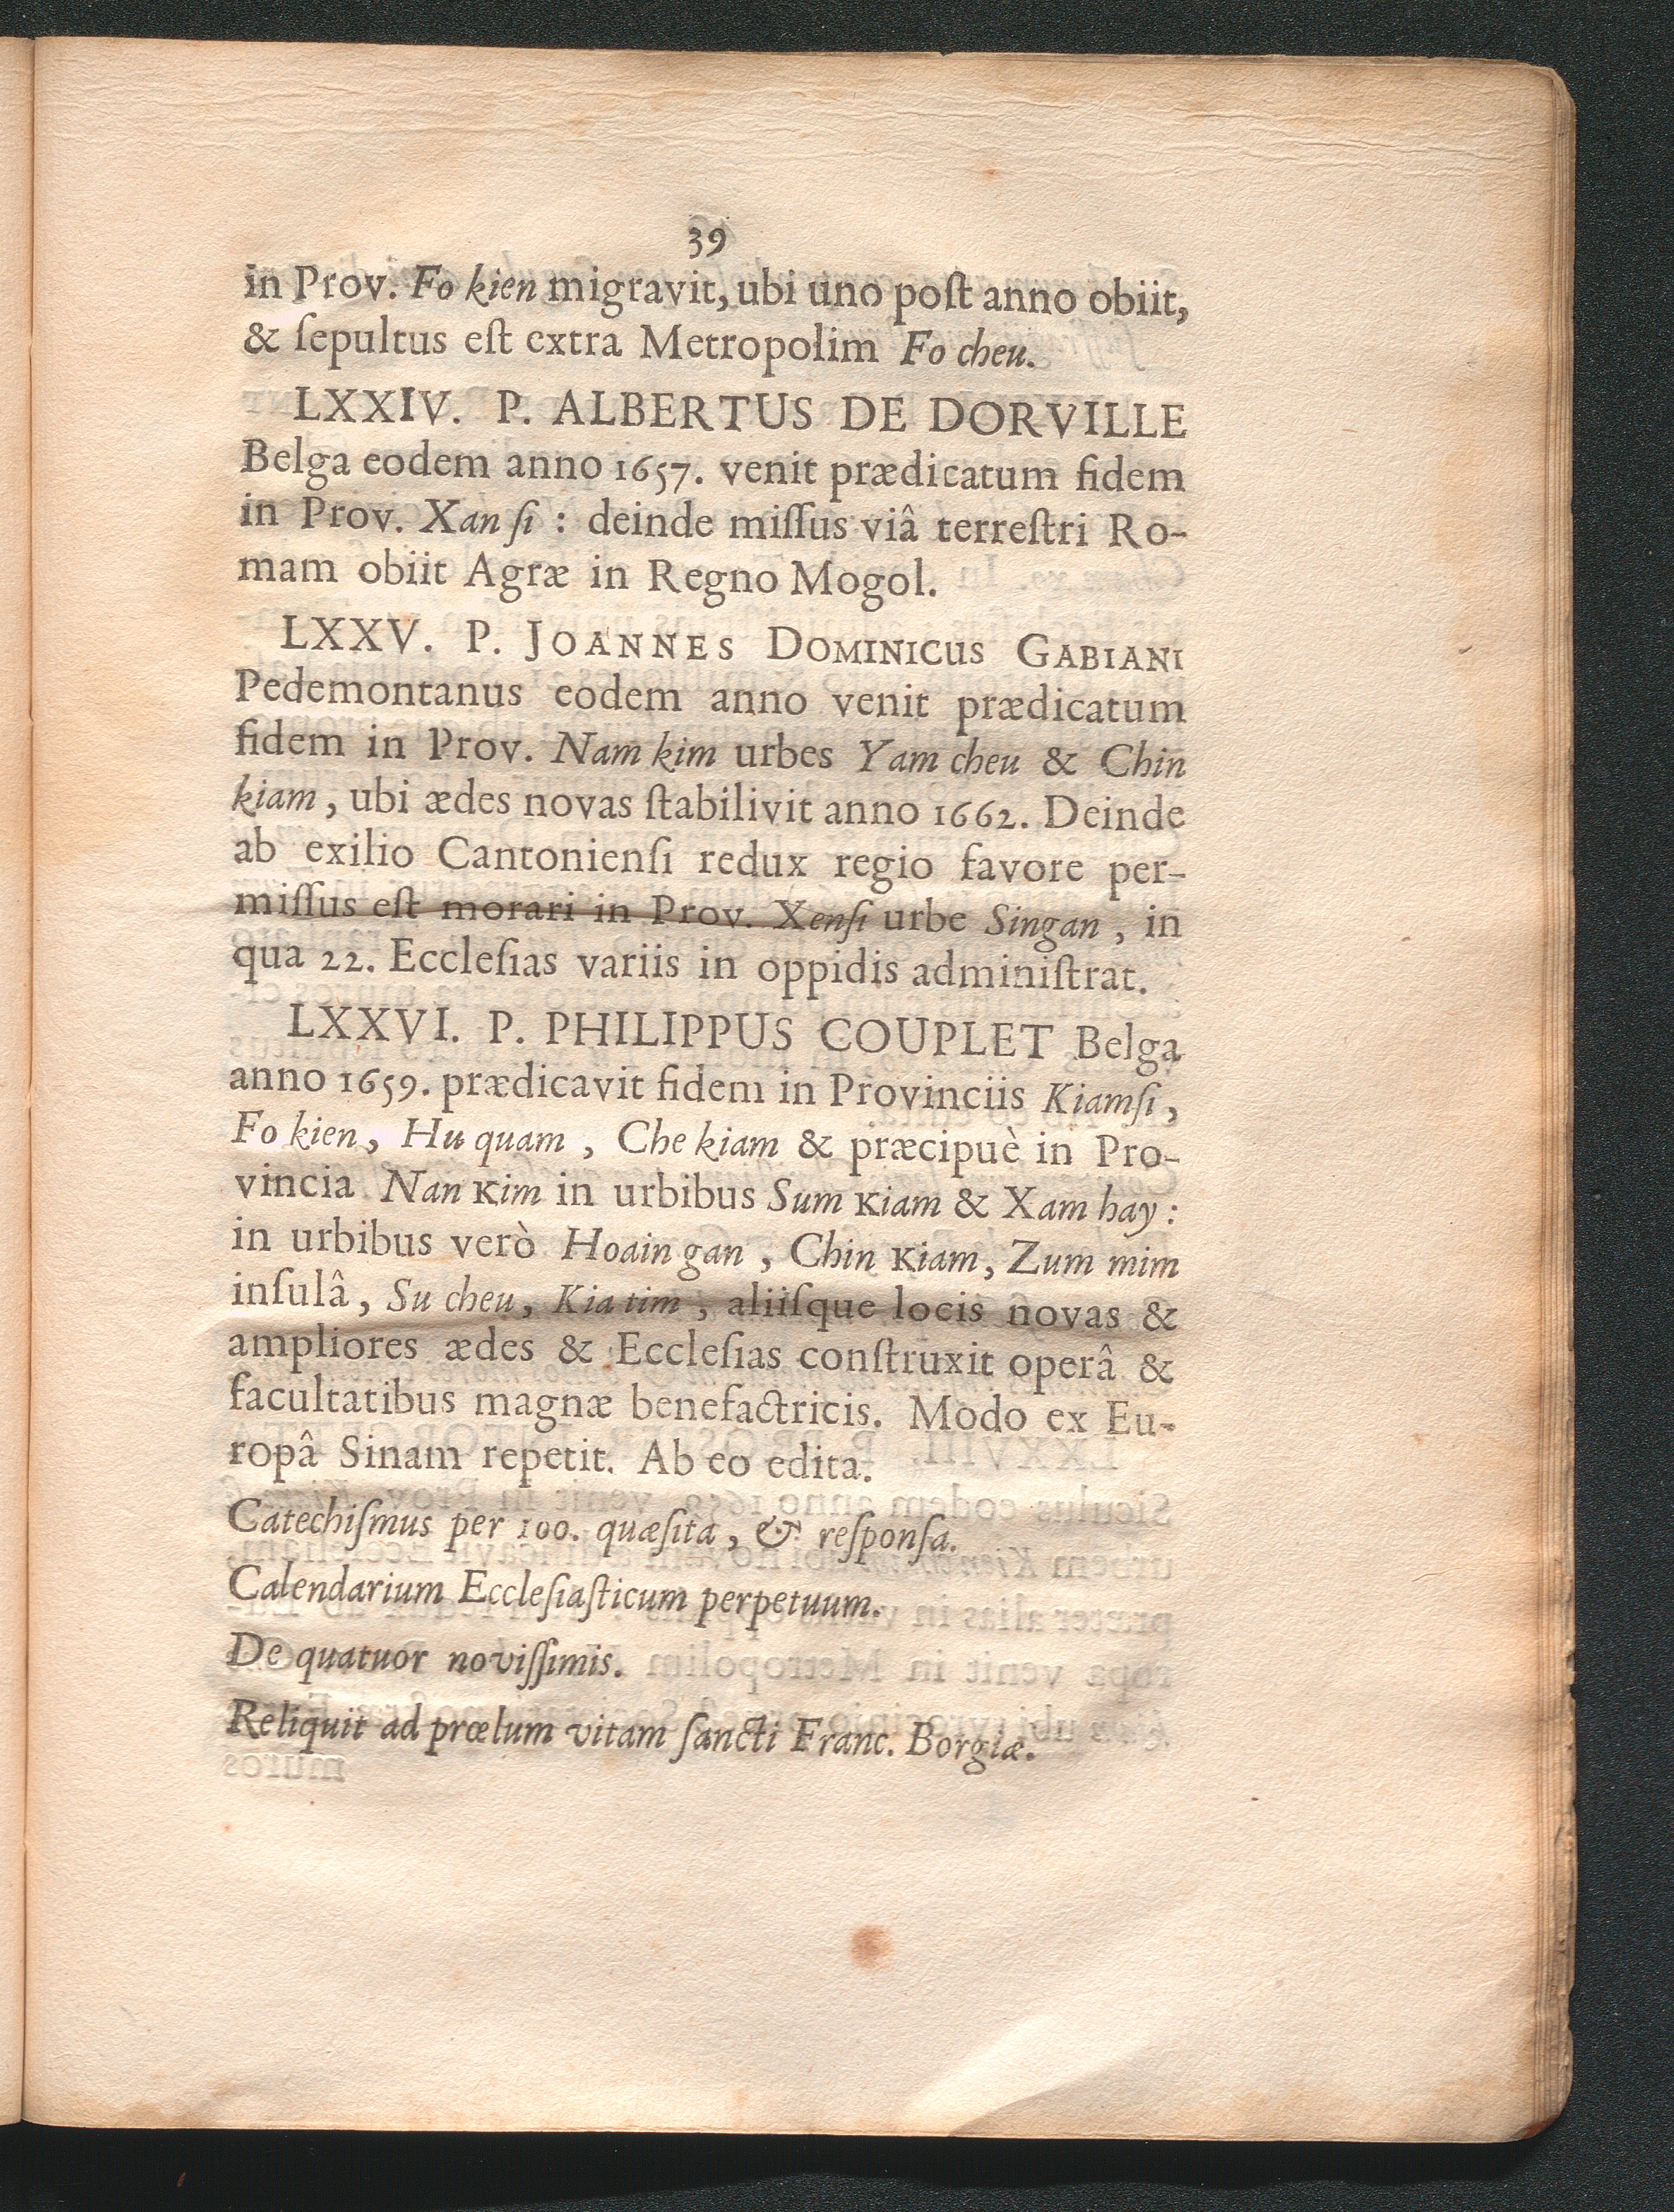 39
in Prov. Fo kien migravit, ubi uno poſt anno obiit,
& ſepultus eſt extra Metropolim Fo cheu.
LXXIV. P. ALBERTUS DE DORVILLE
Belga eodem anno 1657. venit prædicatum fidem
in Prov. Xan ſi : deinde miſſus viâ terreſtri Ro-
mam obiit Agræ in Regno Mogol.
LXXV. P. JOANNES DOMINICUS GABIANI
Pedemontanus eodem anno venit prædicatum
fidem in Prov. Nam kim urbes Yam cheu & Chin
kiam, ubi ædes novas ſtabilivit anno 1662. Deinde
ab exilio Cantonienſi redux regio favore per-
miſſus eſt morari in Prov. Xenſi urbe Singan, in
qua 22. Eccleſias variis in oppidis adminiſtrat.
LXXVI. P. PHILIPPUS COUPLET Belga
anno 1659. prædicavit fidem in Provinciis Kiamſi,
Fo kien, Hu quam, Che kiam & præcipuè in Pro-
vincia Nan Kim in urbibus Sum Kiam & Xam hay :
in urbibus verò Hoain gan, Chin Kiam, Zum mim
inſulâ, Su cheu, Kia tim, aliiſque locis novas &
ampliores ædes & Eccleſias conſtruxit operâ &
facultatibus magnæ benefactricis. Modo ex Eu-
ropâ Sinam repetit. Ab eo edita.
Catechiſmus per 100. quæſita, & reſponſa.
Calendarium Eccleſiaſticum perpetuum.
De quatuor noviſſimis.
Reliquit ad prœlum vitam ſancti Franc. Borgiæ.